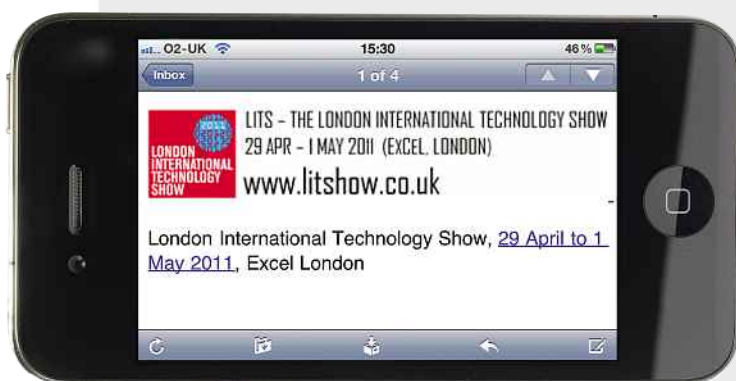 O2-UK
15:30
46%
Inbox
1 of 4
2011
LONDON
INTERNATIONAL
TECHNOLOGY
SHOW
LITS – THE LONDON INTERNATIONAL TECHNOLOGY SHOW
29 APR – 1 MAY 2011 (EXCEL, LONDON)
www.litshow.co.uk
London International Technology Show, 29 April to 1
May 2011, Excel London